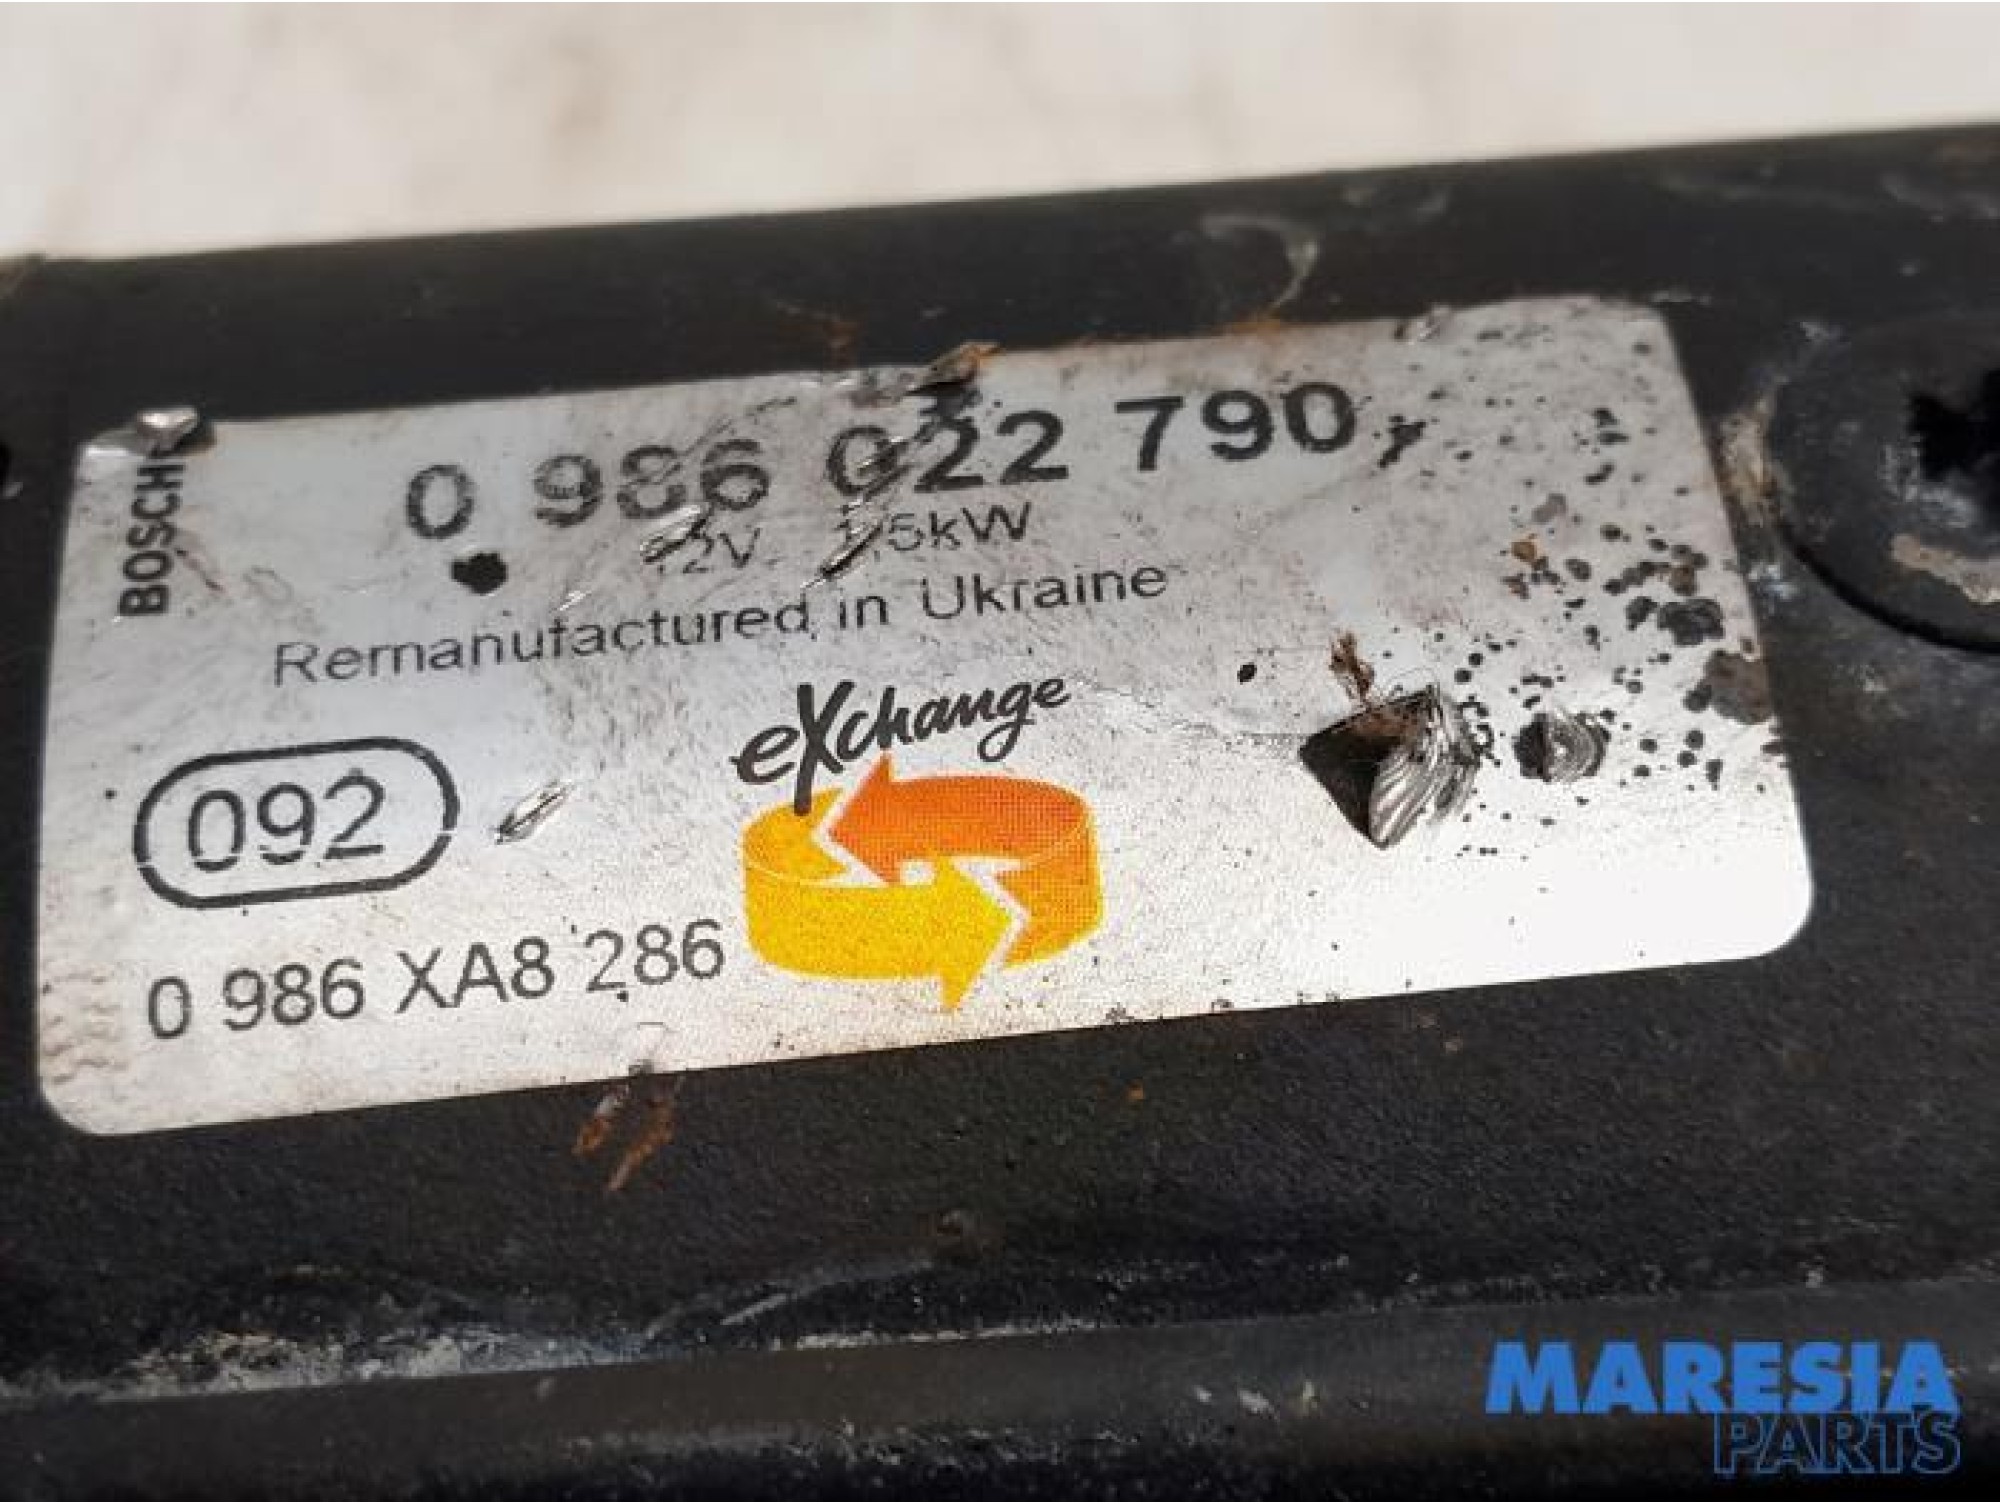 BOSCH
0 986 022 790
12V 1,5kW
Remanufactured in Ukraine
eXchange
092
0 986 XA8 286
MARESIA
PARTS